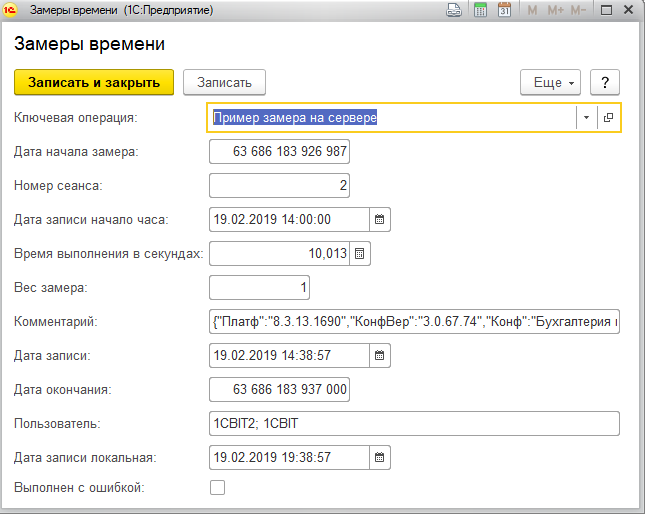 Замеры времени (1С:Предприятие)
M M+ M-
Замеры времени
Записать и закрыть
Записать
Еще
?
Ключевая операция: Пример замера на сервере
Дата начала замера: 63 686 183 926 987
Номер сеанса: 2
Дата записи начало часа: 19.02.2019 14:00:00
Время выполнения в секундах: 10,013
Вес замера: 1
Комментарий: {"Платф":"8.3.13.1690","КонфВер":"3.0.67.74","Конф":"Бухгалтерия
Дата записи: 19.02.2019 14:38:57
Дата окончания: 63 686 183 937 000
Пользователь: 1CBIT2; 1CBIT
Дата записи локальная: 19.02.2019 19:38:57
Выполнен с ошибкой: